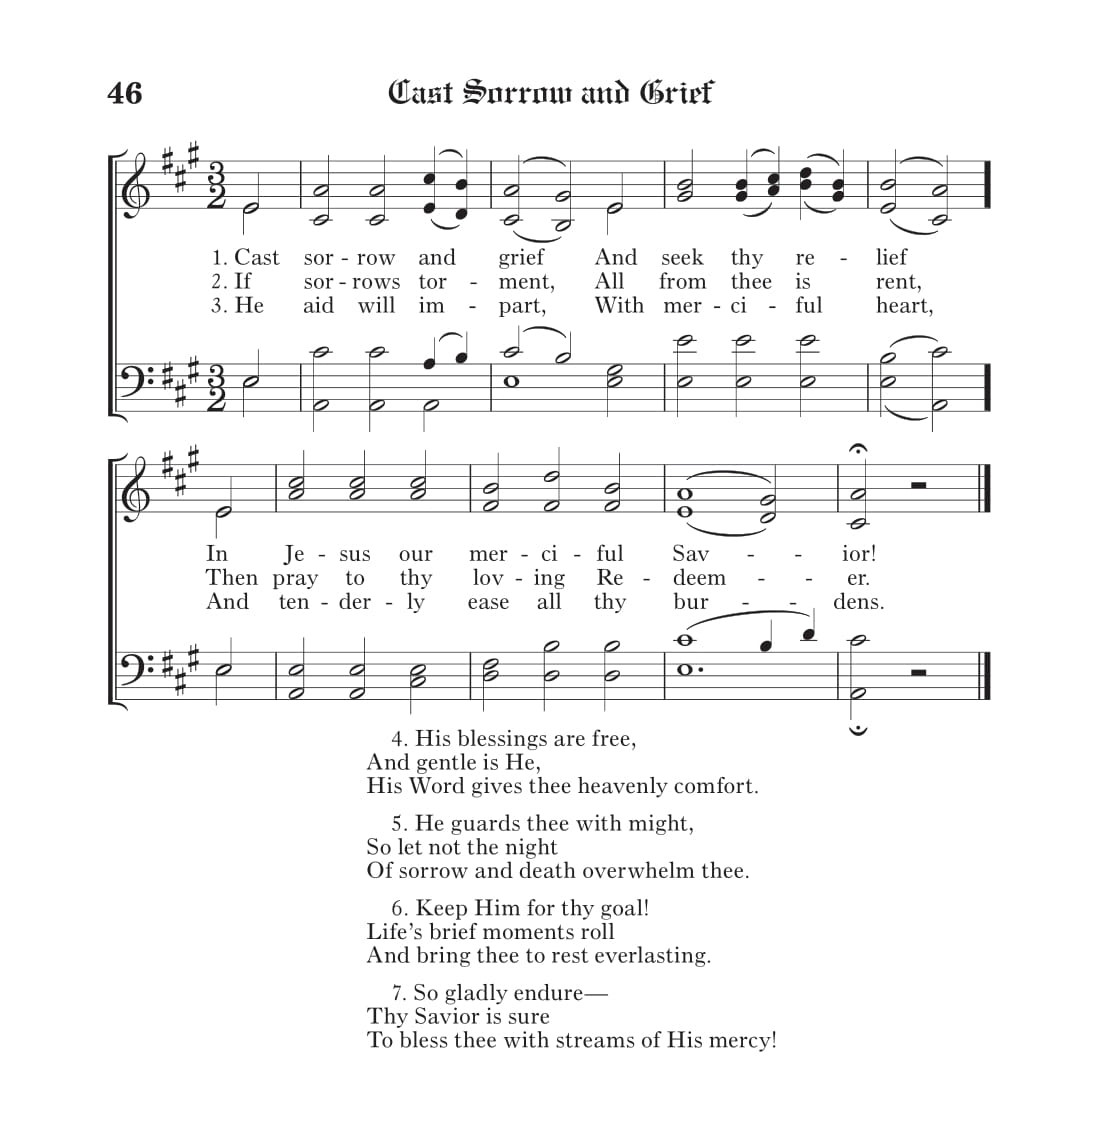 46 Cast Sorrow and Grief
1. Cast sor - row and grief And seek thy re - lief
2. If sor - rows tor - ment, All from thee is rent,
3. He aid will im - part, With mer - ci - ful heart,
In Je - sus our mer - ci - ful Sav - - ior!
Then pray to thy lov - ing Re - deem - - er.
And ten - der - ly ease all thy bur - - dens.
4. His blessings are free,
And gentle is He,
His Word gives thee heavenly comfort.
5. He guards thee with might,
So let not the night
Of sorrow and death overwhelm thee.
6. Keep Him for thy goal!
Life’s brief moments roll
And bring thee to rest everlasting.
7. So gladly endure—
Thy Savior is sure
To bless thee with streams of His mercy!